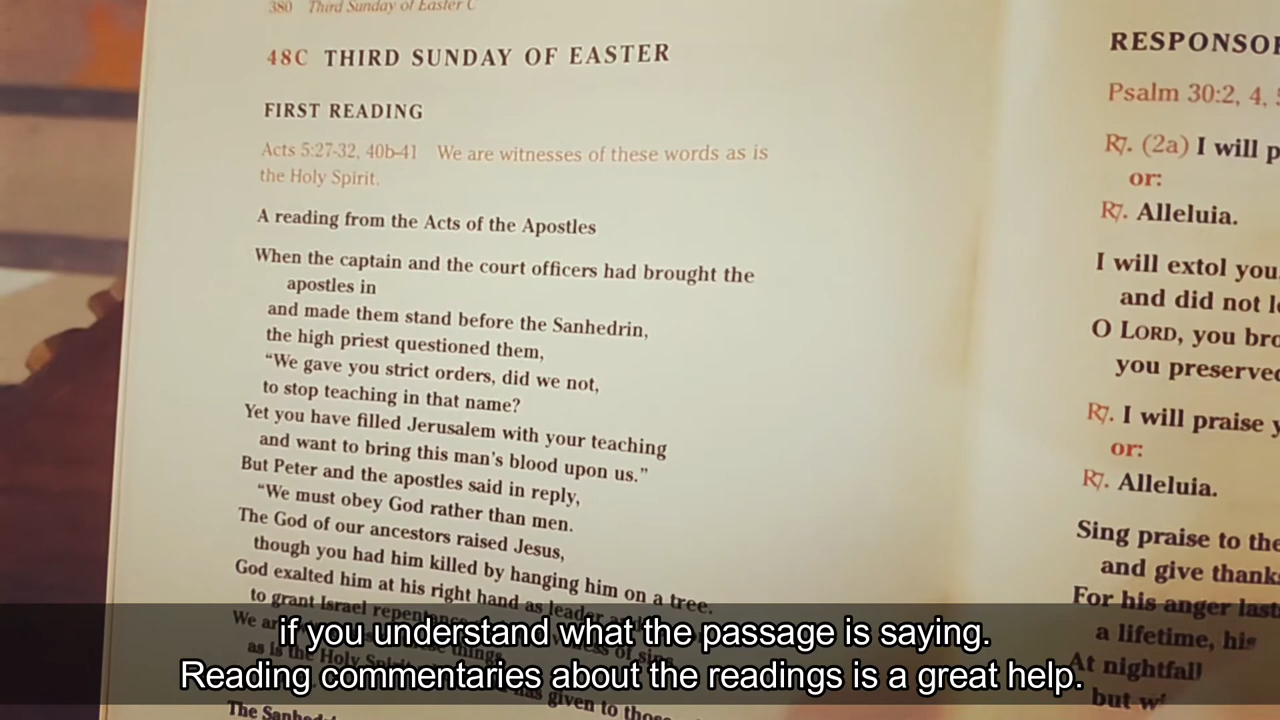 380 Third Sunday of Easter C
48C THIRD SUNDAY OF EASTER
FIRST READING
Acts 5:27-32, 40b-41 We are witnesses of these words as is
the Holy Spirit.
A reading from the Acts of the Apostles
When the captain and the court officers had brought the
apostles in
and made them stand before the Sanhedrin,
the high priest questioned them,
“We gave you strict orders, did we not,
to stop teaching in that name?
Yet you have filled Jerusalem with your teaching
and want to bring this man’s blood upon us.”
But Peter and the apostles said in reply,
“We must obey God rather than men.
The God of our ancestors raised Jesus,
though you had him killed by hanging him on a tree.
God exalted him at his right hand as leader
to grant Israel
We
as is the Holy
given to those
The
RESPONSO
Psalm 30:2, 4,
R. (2a) I will p
or:
R. Alleluia.
I will extol you
and did not l
O LORD, you bro
you preserved
R. I will praise y
or:
R. Alleluia.
Sing praise to the
and give thank
For his anger last
a lifetime, his
At nightfall
but
if you understand what the passage is saying.
Reading commentaries about the readings is a great help.